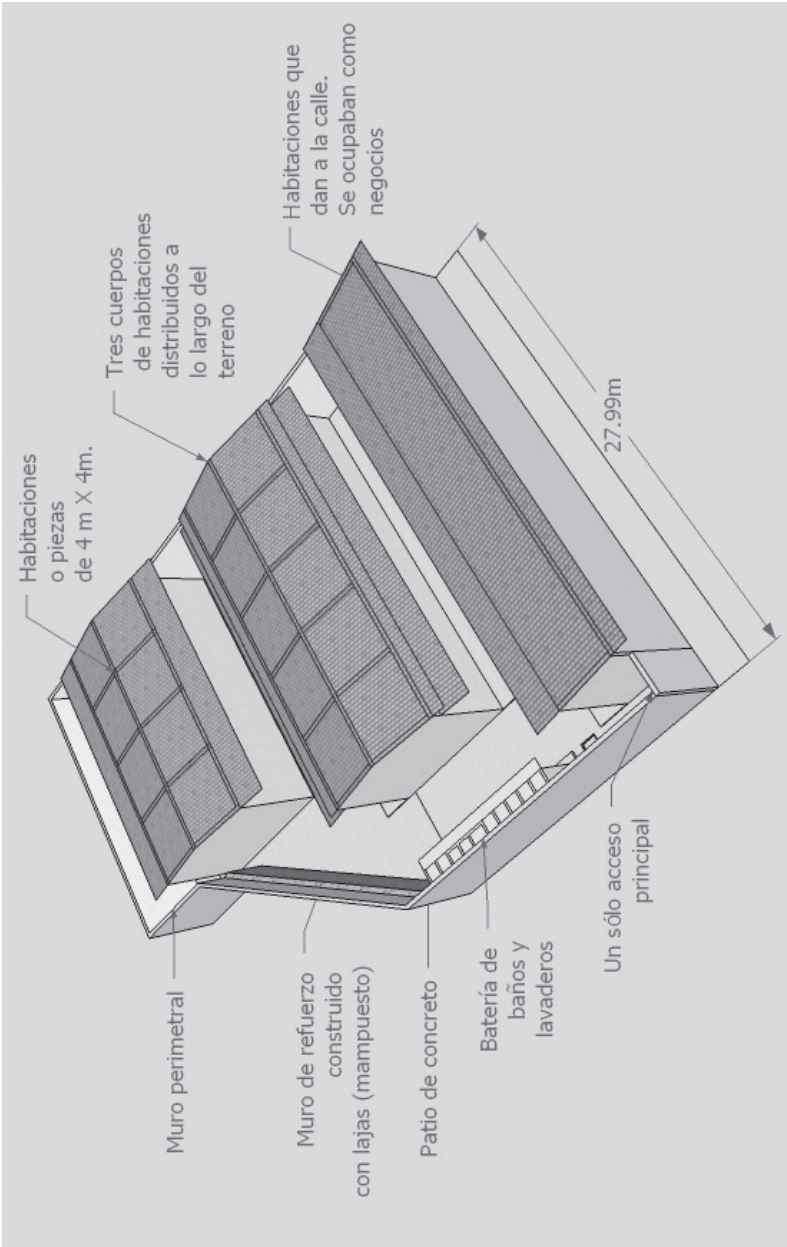 Habitaciones
o piezas
de 4 m X 4m.
Tres cuerpos
de habitaciones
distribuidos a
lo largo del
terreno
Habitaciones que
dan a la calle.
Se ocupaban como
negocios
Muro perimetral
Muro de refuerzo
construido
con lajas (mampuesto)
Patio de concreto
Batería de
baños y
lavaderos
Un sólo acceso
principal
27.99m